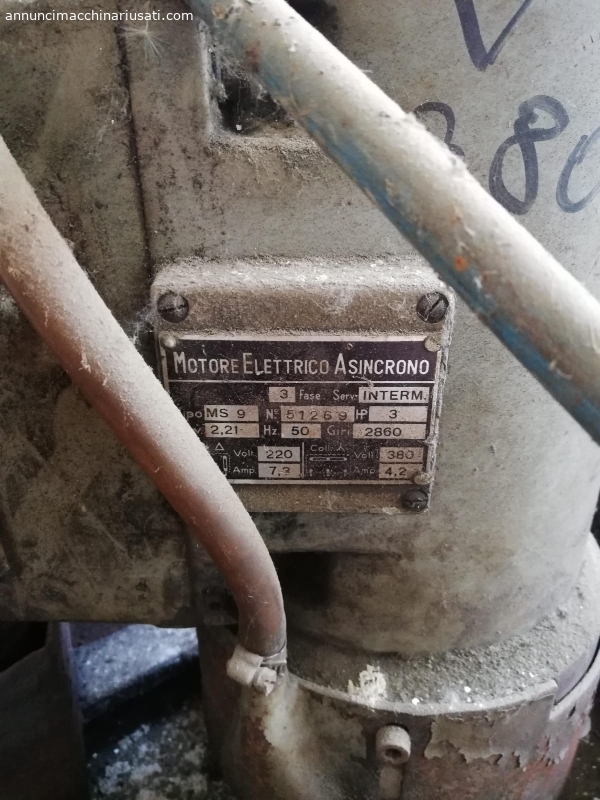 annuncimacchinariusati.com
V
380
MOTORE ELETTRICO ASINCRONO
3 Fase Serv. INTERM.
MS 9 N° 51269 HP 3
2,21 Hz. 50 Giri 2860
Δ Volt 220 Coll. Volt 380
Amp. 7,3 Amp. 4,2